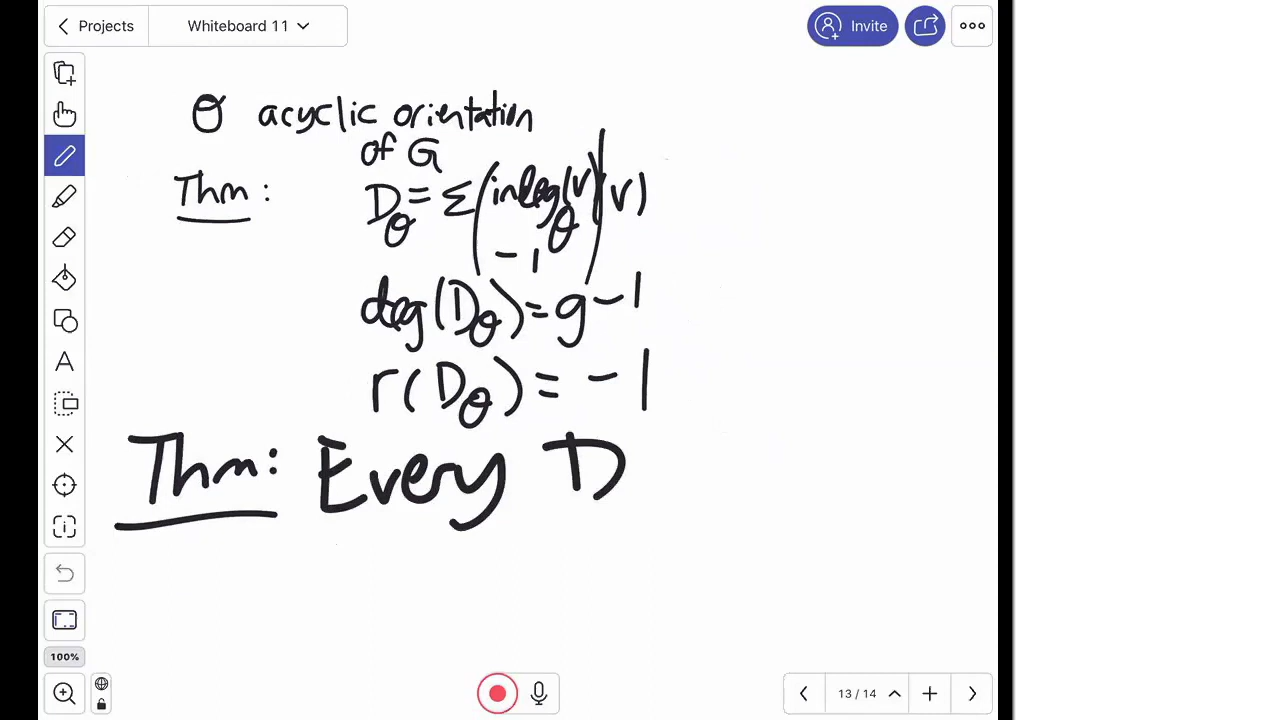 Projects
Whiteboard 11
Invite
θ acyclic orientation
of G
Thm: D_θ = Σ (indeg_θ(v) - 1)(v)
deg(D_θ) = g - 1
r(D_θ) = -1
Thm: Every D
A
100%
13 / 14